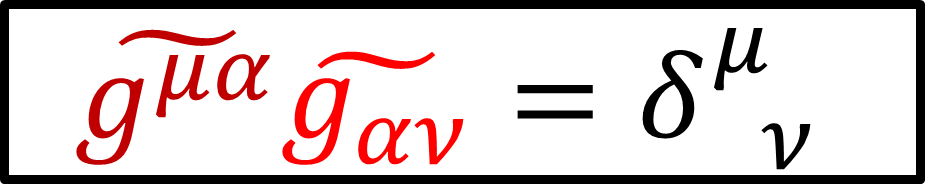 g̃^{μα} g̃_{αν} = δ^μ_ν